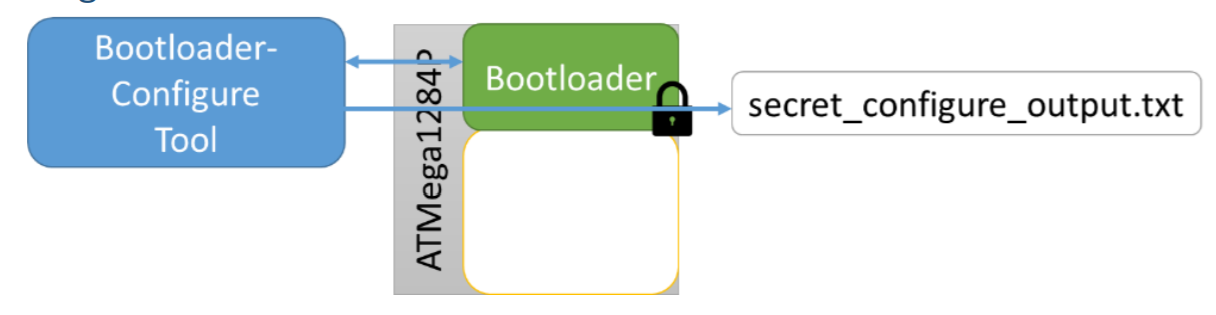 Bootloader-
Configure
Tool
ATMega1284P
Bootloader
secret_configure_output.txt